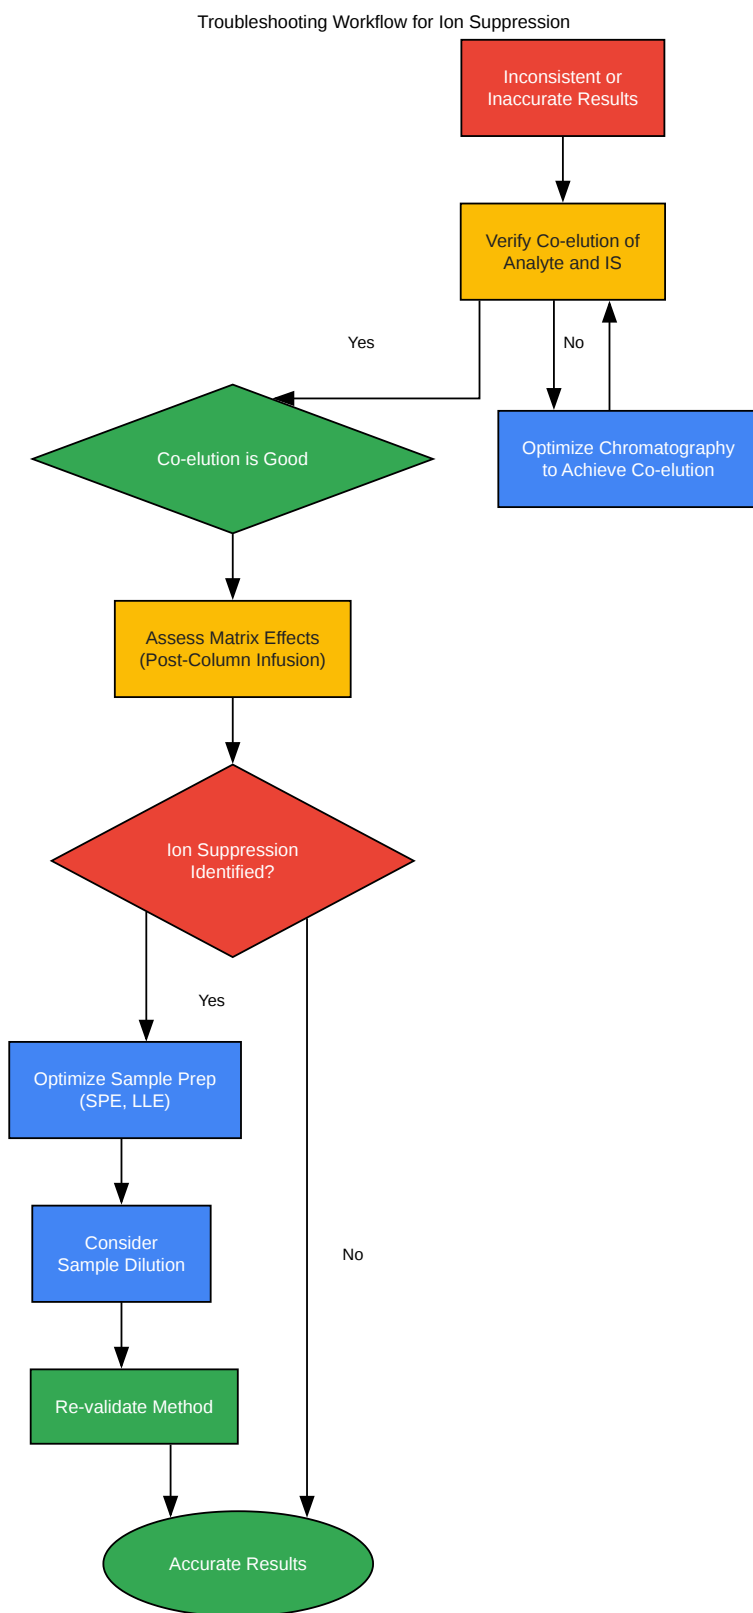 Troubleshooting Workflow for Ion Suppression
Inconsistent or
Inaccurate Results
Verify Co-elution of
Analyte and IS
Yes
No
Co-elution is Good
Optimize Chromatography
to Achieve Co-elution
Assess Matrix Effects
(Post-Column Infusion)
Ion Suppression
Identified?
Yes
Optimize Sample Prep
(SPE, LLE)
Consider
Sample Dilution
No
Re-validate Method
Accurate Results